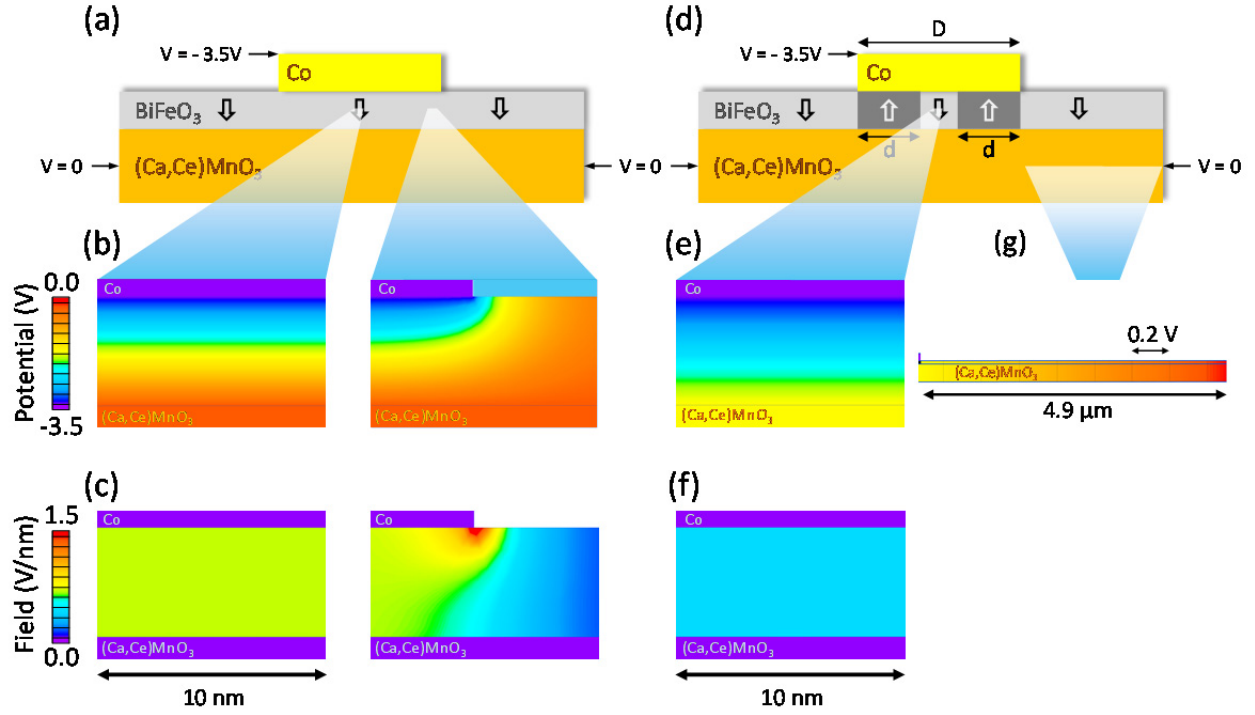 (a)
V = - 3.5V
Co
BiFeO3
V = 0
(Ca,Ce)MnO3
V = 0
(d)
D
V = - 3.5V
Co
BiFeO3
d
d
(Ca,Ce)MnO3
V = 0
(b)
0.0
Potential (V)
-3.5
Co
(Ca,Ce)MnO3
Co
(e)
Co
(Ca,Ce)MnO3
(g)
0.2 V
(Ca,Ce)MnO3
4.9 µm
(c)
1.5
Field (V/nm)
0.0
Co
(Ca,Ce)MnO3
10 nm
Co
(Ca,Ce)MnO3
(f)
Co
(Ca,Ce)MnO3
10 nm